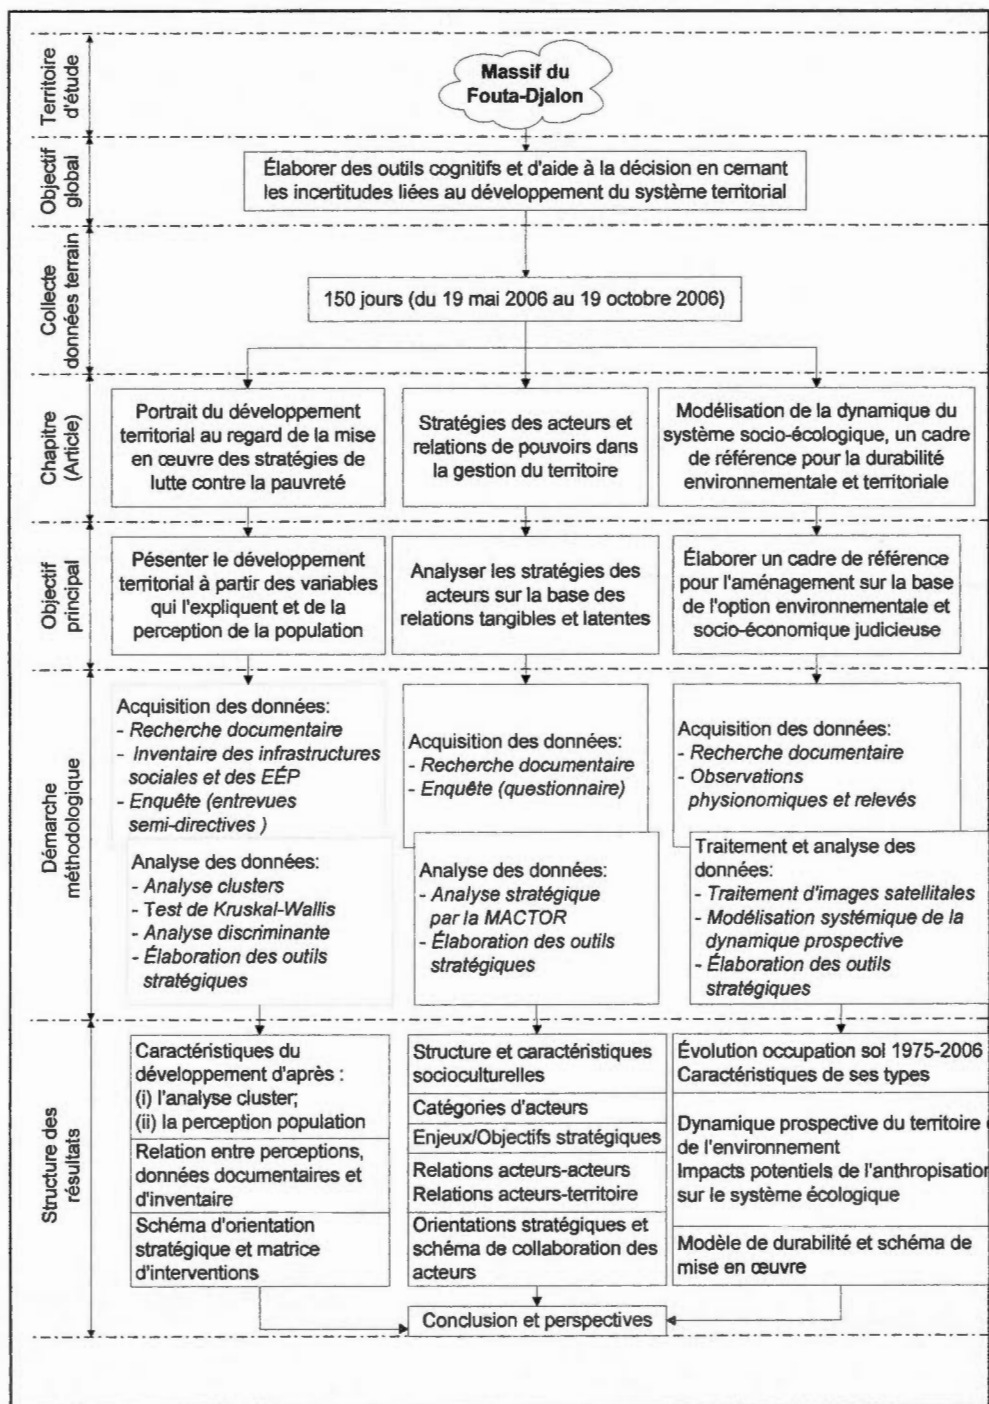 Territoire
d'étude
Massif du
Fouta-Djalon
Objectif
global
Élaborer des outils cognitifs et d'aide à la décision en cernant
les incertitudes liées au développement du système territorial
Collecte
données terrain
150 jours (du 19 mai 2006 au 19 octobre 2006)
Chapitre
(Article)
Portrait du développement
territorial au regard de la mise
en œuvre des stratégies de
lutte contre la pauvreté
Stratégies des acteurs et
relations de pouvoirs dans
la gestion du territoire
Modélisation de la dynamique du
système socio-écologique, un cadre
de référence pour la durabilité
environnementale et territoriale
Objectif
principal
Pésenter le développement
territorial à partir des variables
qui l'expliquent et de la
perception de la population
Analyser les stratégies des
acteurs sur la base des
relations tangibles et latentes
Élaborer un cadre de référence
pour l'aménagement sur la base
de l'option environnementale et
socio-économique judicieuse
Démarche
méthodologique
Acquisition des données:
- Recherche documentaire
- Inventaire des infrastructures
sociales et des EÉP
- Enquête (entrevues
semi-directives )
Analyse des données:
- Analyse clusters
- Test de Kruskal-Wallis
- Analyse discriminante
- Élaboration des outils
stratégiques
Acquisition des données:
- Recherche documentaire
- Enquête (questionnaire)
Analyse des données:
- Analyse stratégique
par la MACTOR
- Élaboration des outils
stratégiques
Acquisition des données:
- Recherche documentaire
- Observations
physionomiques et relevés
Traitement et analyse des
données:
- Traitement d'images satellitales
- Modélisation systémique de la
dynamique prospective
- Élaboration des outils
stratégiques
Structure des
résultats
Caractéristiques du
développement d'après :
(i) l'analyse cluster;
(ii) la perception population
Relation entre perceptions,
données documentaires et
d'inventaire
Schéma d'orientation
stratégique et matrice
d'interventions
Structure et caractéristiques
socioculturelles
Catégories d'acteurs
Enjeux/Objectifs stratégiques
Relations acteurs-acteurs
Relations acteurs-territoire
Orientations stratégiques et
schéma de collaboration des
acteurs
Évolution occupation sol 1975-2006
Caractéristiques de ses types
Dynamique prospective du territoire
de l'environnement
Impacts potentiels de l'anthropisation
sur le système écologique
Modèle de durabilité et schéma de
mise en œuvre
Conclusion et perspectives